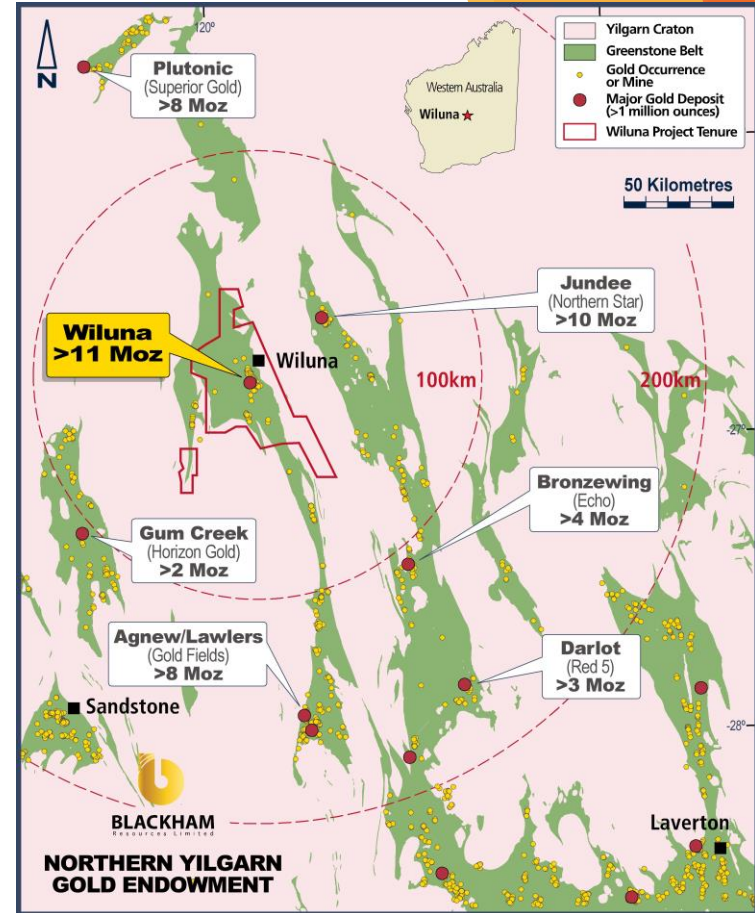 120°
N
Plutonic
(Superior Gold)
>8 Moz
Western Australia
Wiluna
Yilgarn Craton
Greenstone Belt
Gold Occurrence
or Mine
Major Gold Deposit
(>1 million ounces)
Wiluna Project Tenure
50 Kilometres
Jundee
(Northern Star)
>10 Moz
Wiluna
>11 Moz
Wiluna
100km
200km
-27°
Bronzewing
(Echo)
>4 Moz
Gum Creek
(Horizon Gold)
>2 Moz
Agnew/Lawlers
(Gold Fields)
>8 Moz
Darlot
(Red 5)
>3 Moz
Sandstone
-28°
BLACKHAM
Resources Limited
Laverton
NORTHERN YILGARN
GOLD ENDOWMENT